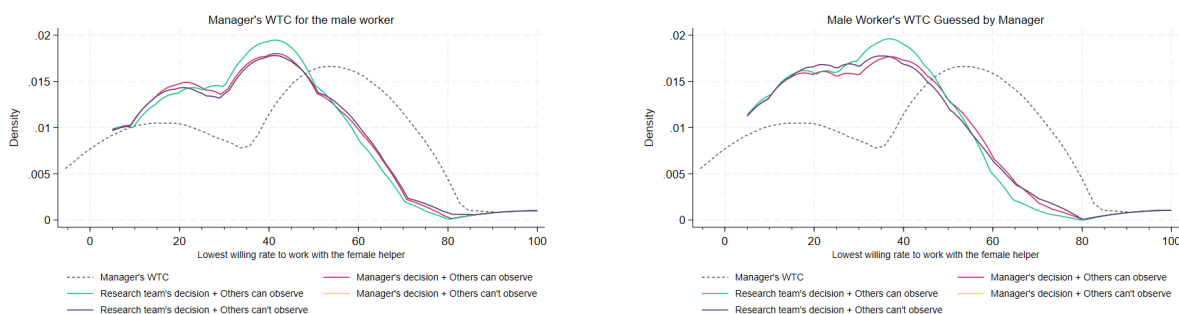 Manager's WTC for the male worker
.02
.015
.01
.005
0
Density
0 20 40 60 80 100
Lowest willing rate to work with the female helper
Manager's WTC
Manager's decision + Others can observe
Research team's decision + Others can observe
Manager's decision + Others can't observe
Research team's decision + Others can't observe
Male Worker's WTC Guessed by Manager
.02
.015
.01
.005
0
Density
0 20 40 60 80 100
Lowest willing rate to work with the female helper
Manager's WTC
Manager's decision + Others can observe
Research team's decision + Others can observe
Manager's decision + Others can't observe
Research team's decision + Others can't observe